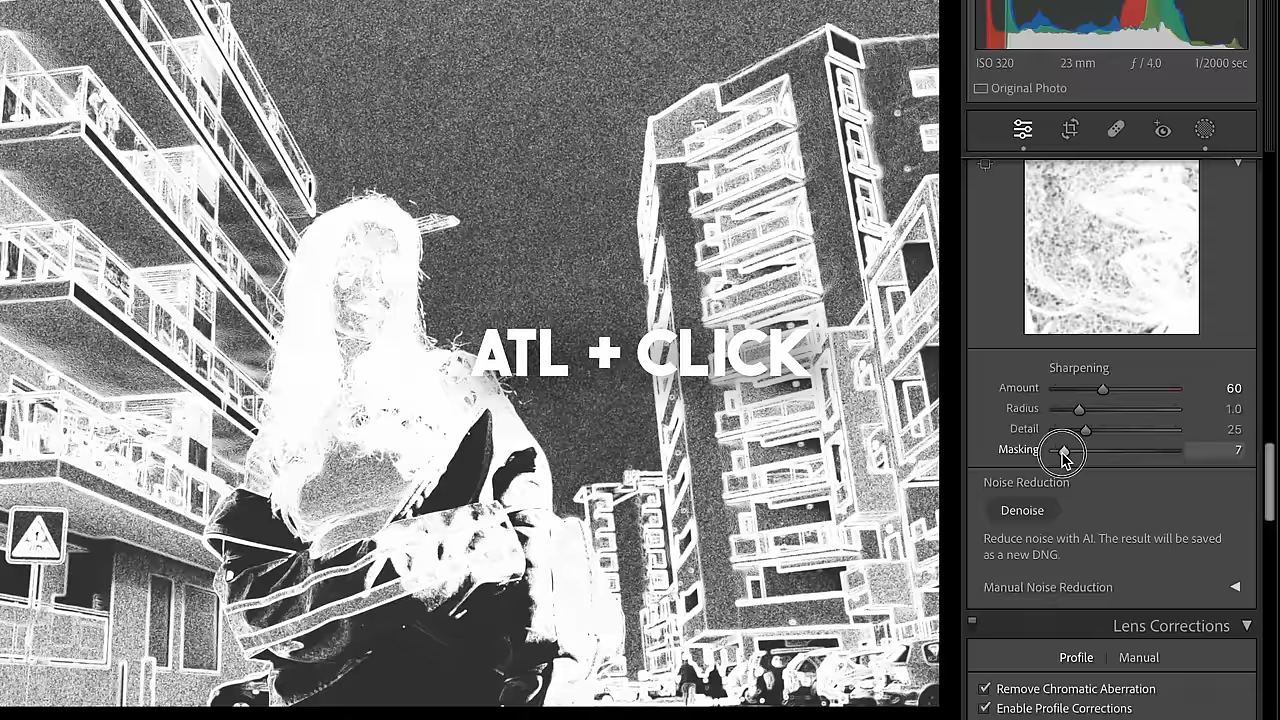 ISO 320 23 mm ƒ / 4.0 1/2000 sec
Original Photo
ATL + CLICK
Sharpening
Amount 60
Radius 1.0
Detail 25
Masking 7
Noise Reduction
Denoise
Reduce noise with AI. The result will be saved
as a new DNG.
Manual Noise Reduction
Lens Corrections
Profile | Manual
Remove Chromatic Aberration
Enable Profile Corrections